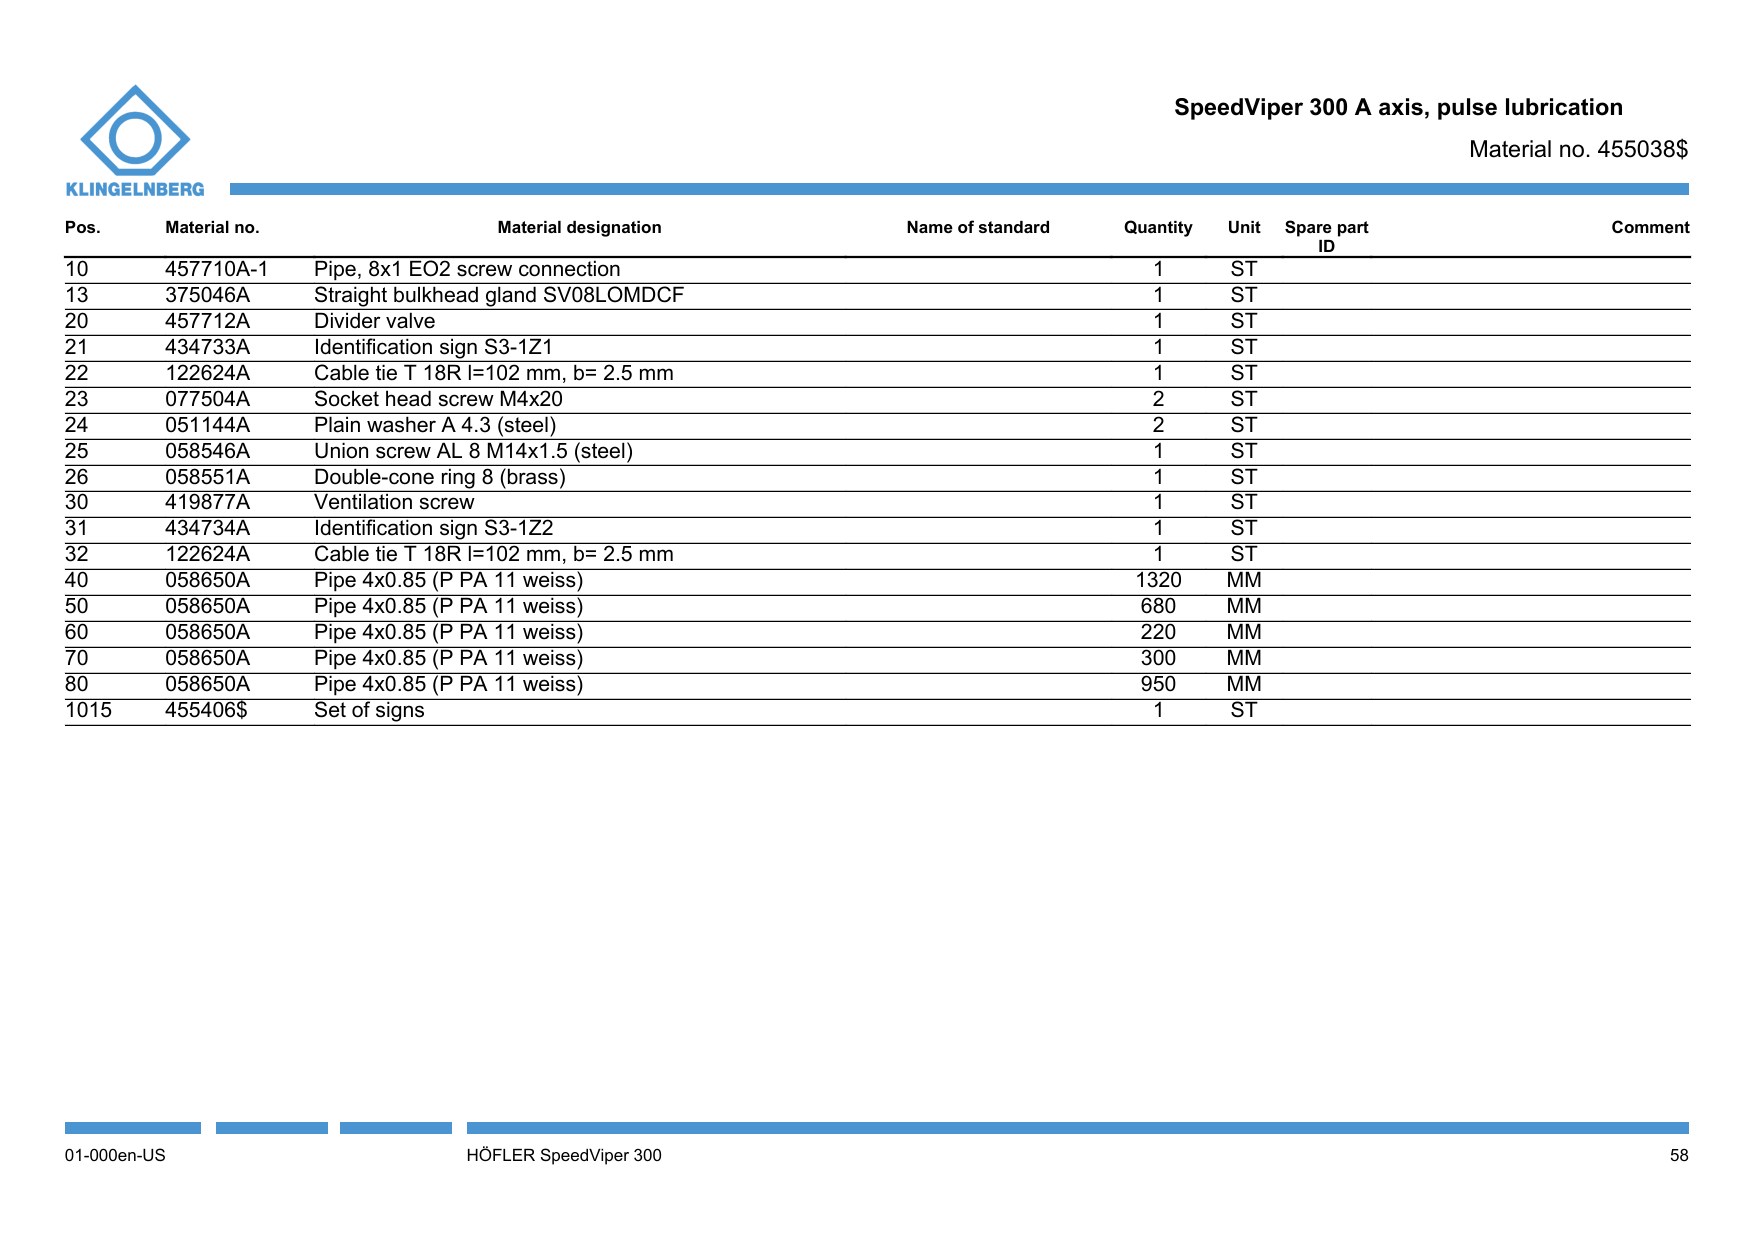 KLINGELNBERG
SpeedViper 300 A axis, pulse lubrication
Material no. 455038$
Pos. Material no. Material designation Name of standard Quantity Unit Spare part ID Comment
10 457710A-1 Pipe, 8x1 EO2 screw connection 1 ST
13 375046A Straight bulkhead gland SV08LOMDCF 1 ST
20 457712A Divider valve 1 ST
21 434733A Identification sign S3-1Z1 1 ST
22 122624A Cable tie T 18R l=102 mm, b= 2.5 mm 1 ST
23 077504A Socket head screw M4x20 2 ST
24 051144A Plain washer A 4.3 (steel) 2 ST
25 058546A Union screw AL 8 M14x1.5 (steel) 1 ST
26 058551A Double-cone ring 8 (brass) 1 ST
30 419877A Ventilation screw 1 ST
31 434734A Identification sign S3-1Z2 1 ST
32 122624A Cable tie T 18R l=102 mm, b= 2.5 mm 1 ST
40 058650A Pipe 4x0.85 (P PA 11 weiss) 1320 MM
50 058650A Pipe 4x0.85 (P PA 11 weiss) 680 MM
60 058650A Pipe 4x0.85 (P PA 11 weiss) 220 MM
70 058650A Pipe 4x0.85 (P PA 11 weiss) 300 MM
80 058650A Pipe 4x0.85 (P PA 11 weiss) 950 MM
1015 455406$ Set of signs 1 ST
01-000en-US HÖFLER SpeedViper 300 58